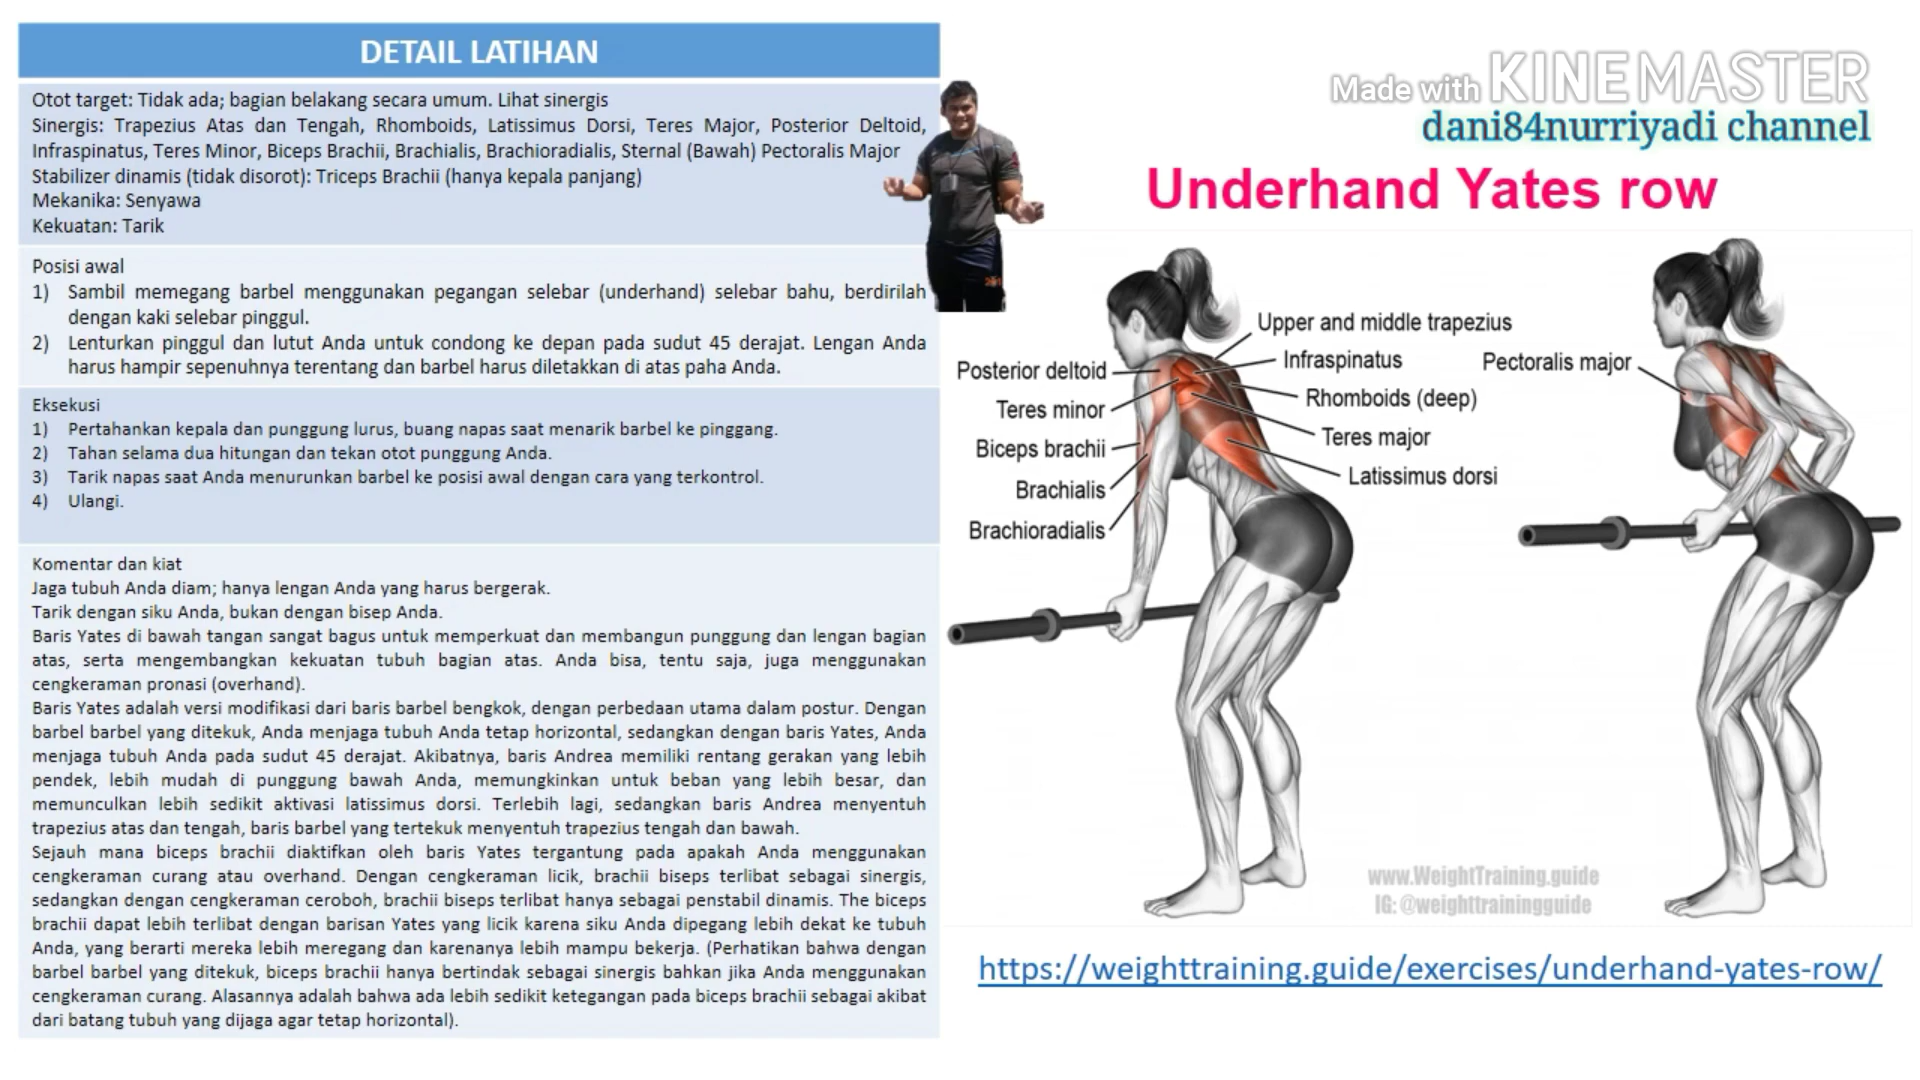 DETAIL LATIHAN
Otot target: Tidak ada; bagian belakang secara umum. Lihat sinergis
Sinergis: Trapezius Atas dan Tengah, Rhomboids, Latissimus Dorsi, Teres Major, Posterior Deltoid,
Infraspinatus, Teres Minor, Biceps Brachii, Brachialis, Brachioradialis, Sternal (Bawah) Pectoralis Major
Stabilizer dinamis (tidak disorot): Triceps Brachii (hanya kepala panjang)
Mekanika: Senyawa
Kekuatan: Tarik
Posisi awal
1) Sambil memegang barbel menggunakan pegangan selebar (underhand) selebar bahu, berdirilah
dengan kaki selebar pinggul.
2) Lenturkan pinggul dan lutut Anda untuk condong ke depan pada sudut 45 derajat. Lengan Anda
harus hampir sepenuhnya terentang dan barbel harus diletakkan di atas paha Anda.
Eksekusi
1) Pertahankan kepala dan punggung lurus, buang napas saat menarik barbel ke pinggang.
2) Tahan selama dua hitungan dan tekan otot punggung Anda.
3) Tarik napas saat Anda menurunkan barbel ke posisi awal dengan cara yang terkontrol.
4) Ulangi.
Komentar dan kiat
Jaga tubuh Anda diam; hanya lengan Anda yang harus bergerak.
Tarik dengan siku Anda, bukan dengan bisep Anda.
Baris Yates di bawah tangan sangat bagus untuk memperkuat dan membangun punggung dan lengan bagian
atas, serta mengembangkan kekuatan tubuh bagian atas. Anda bisa, tentu saja, juga menggunakan
cengkeraman pronasi (overhand).
Baris Yates adalah versi modifikasi dari baris barbel bengkok, dengan perbedaan utama dalam postur. Dengan
barbel barbel yang ditekuk, Anda menjaga tubuh Anda tetap horizontal, sedangkan dengan baris Yates, Anda
menjaga tubuh Anda pada sudut 45 derajat. Akibatnya, baris Andrea memiliki rentang gerakan yang lebih
pendek, lebih mudah di punggung bawah Anda, memungkinkan untuk beban yang lebih besar, dan
memunculkan lebih sedikit aktivasi latissimus dorsi. Terlebih lagi, sedangkan baris Andrea menyentuh
trapezius atas dan tengah, baris barbel yang tertekuk menyentuh trapezius tengah dan bawah.
Sejauh mana biceps brachii diaktifkan oleh baris Yates tergantung pada apakah Anda menggunakan
cengkeraman curang atau overhand. Dengan cengkeraman licik, brachii biseps terlibat sebagai sinergis,
sedangkan dengan cengkeraman ceroboh, brachii biseps terlibat hanya sebagai penstabil dinamis. The biceps
brachii dapat lebih terlibat dengan barisan Yates yang licik karena siku Anda dipegang lebih dekat ke tubuh
Anda, yang berarti mereka lebih meregang dan karenanya lebih mampu bekerja. (Perhatikan bahwa dengan
barbel barbel yang ditekuk, biceps brachii hanya bertindak sebagai sinergis bahkan jika Anda menggunakan
cengkeraman curang. Alasannya adalah bahwa ada lebih sedikit ketegangan pada biceps brachii sebagai akibat
dari batang tubuh yang dijaga agar tetap horizontal).
Made with KINEMASTER
dani84nurriyadi channel
Underhand Yates row
Upper and middle trapezius
Infraspinatus
Rhomboids (deep)
Teres major
Latissimus dorsi
Posterior deltoid
Teres minor
Biceps brachii
Brachialis
Brachioradialis
Pectoralis major
www.WeightTraining.guide
IG: @weighttrainingguide
https://weighttraining.guide/exercises/underhand-yates-row/